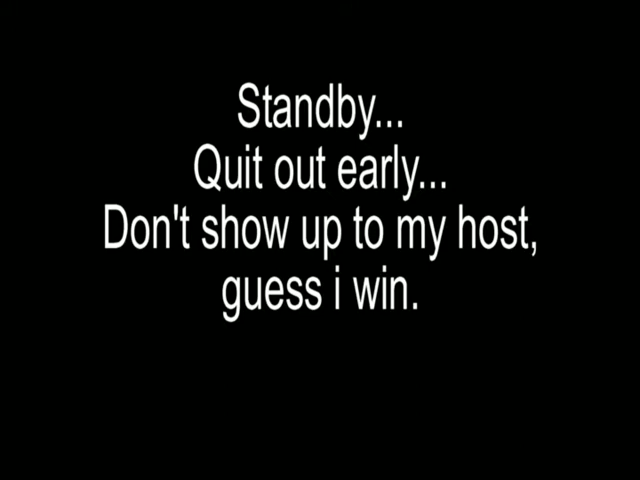 Standby...
Quit out early...
Don't show up to my host,
guess i win.